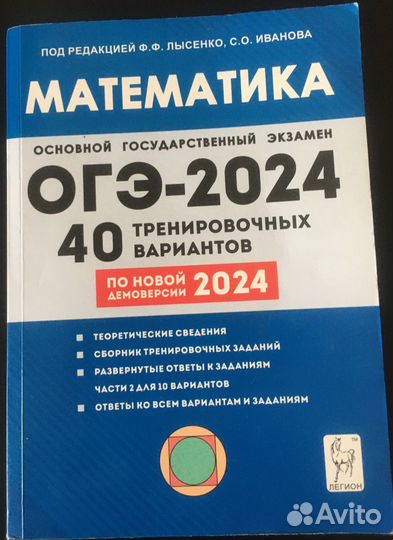 ПОД РЕДАКЦИЕЙ Ф.Ф. ЛЫСЕНКО, С.О. ИВАНОВА
МАТЕМАТИКА
ОСНОВНОЙ ГОСУДАРСТВЕННЫЙ ЭКЗАМЕН
ОГЭ-2024
40 ТРЕНИРОВОЧНЫХ
ВАРИАНТОВ
ПО НОВОЙ
ДЕМОВЕРСИИ 2024
ТЕОРЕТИЧЕСКИЕ СВЕДЕНИЯ
СБОРНИК ТРЕНИРОВОЧНЫХ ЗАДАНИЙ
РАЗВЕРНУТЫЕ ОТВЕТЫ К ЗАДАНИЯМ
ЧАСТИ 2 ДЛЯ 10 ВАРИАНТОВ
ОТВЕТЫ КО ВСЕМ ВАРИАНТАМ И ЗАДАНИЯМ
TM
ЛЕГИОН
Avito